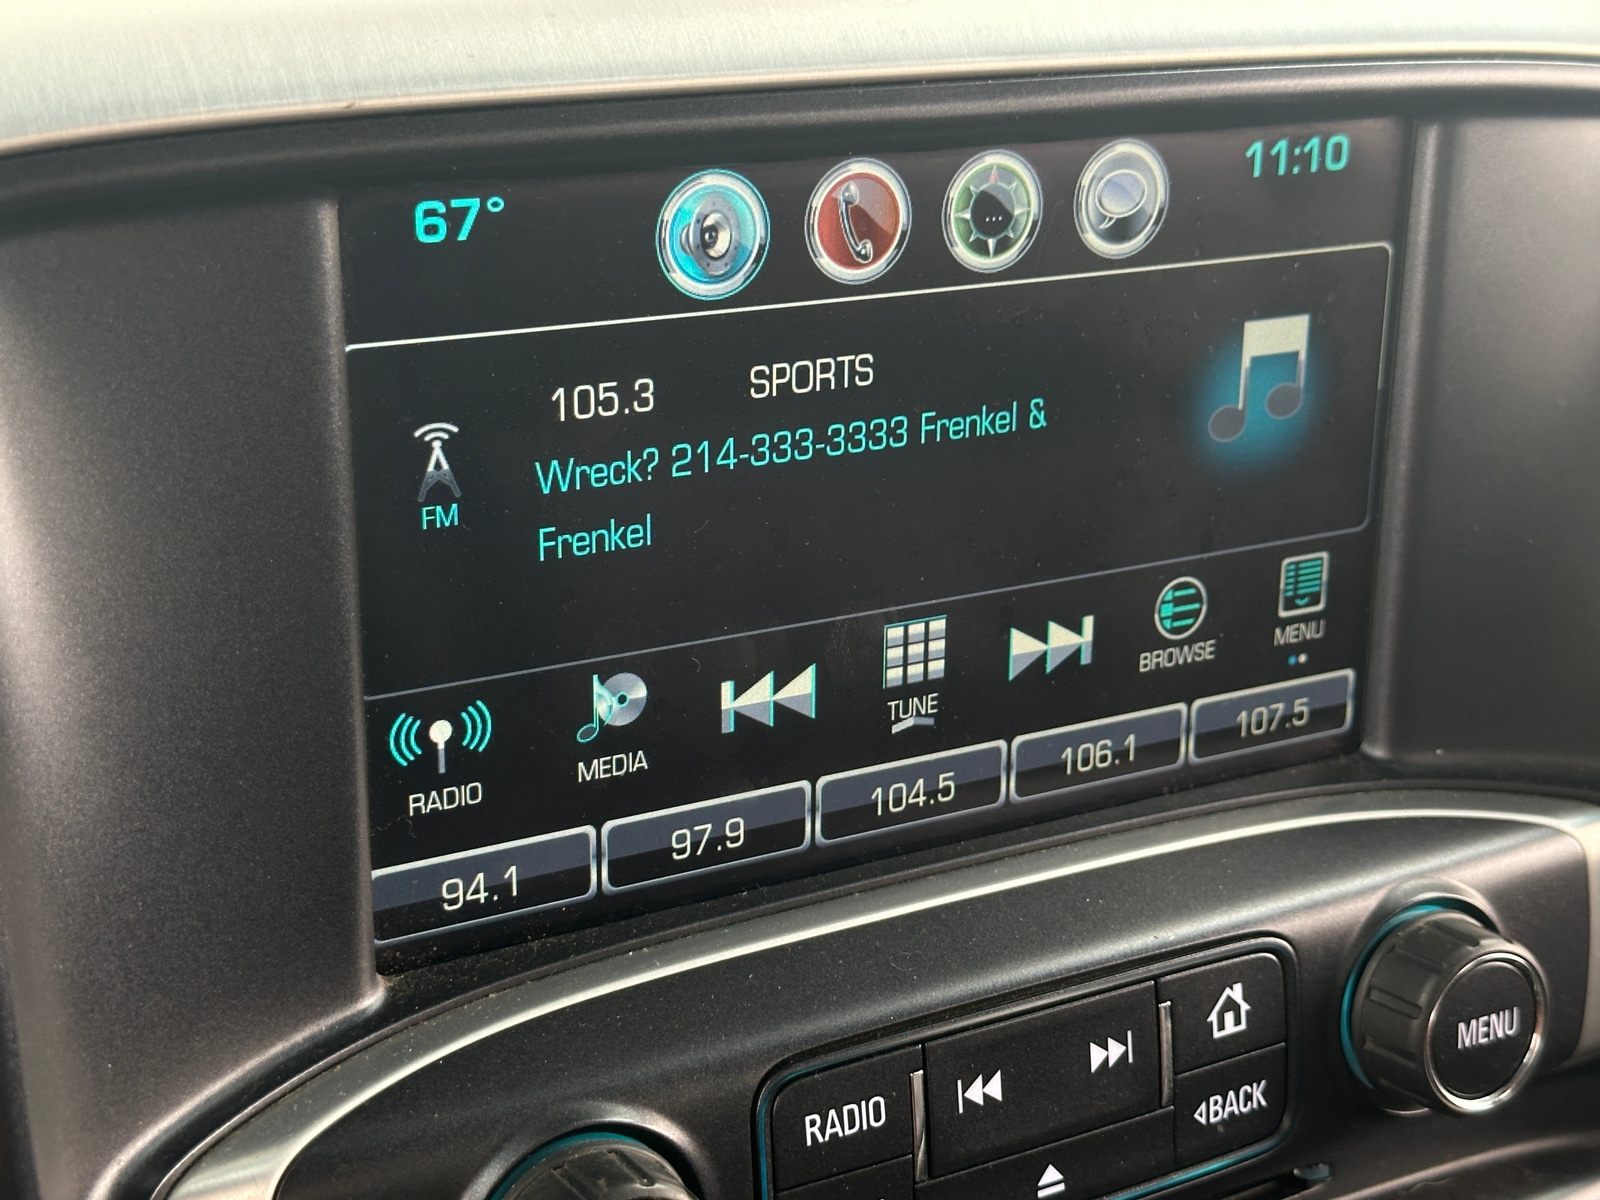 67° 11:10
105.3 SPORTS
Wreck? 214-333-3333 Frenkel &
Frenkel
FM
RADIO MEDIA TUNE BROWSE MENU
94.1 97.9 104.5 106.1 107.5
RADIO
BACK
MENU